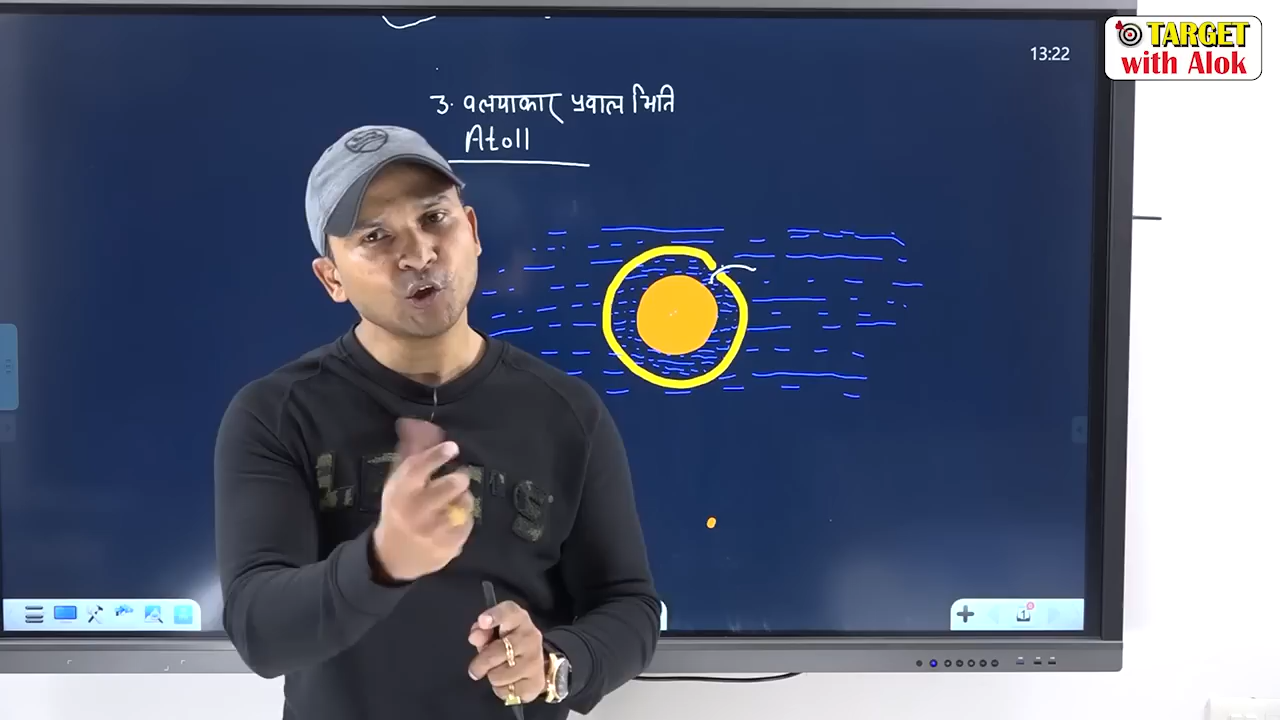 13:22
TARGET
with Alok
3. वलयाकार प्रवाल भिति
Atoll